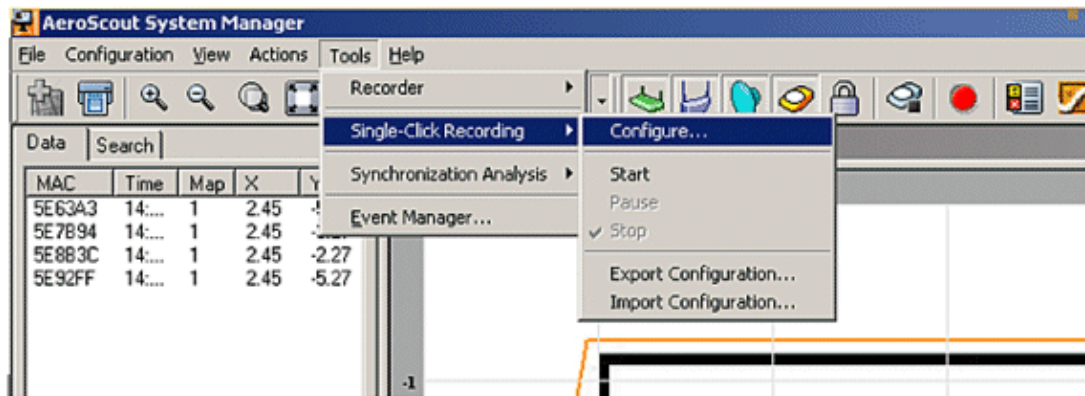 AeroScout System Manager
File Configuration View Actions Tools Help
Recorder
Single-Click Recording
Synchronization Analysis
Event Manager...
Configure...
Start
Pause
Stop
Export Configuration...
Import Configuration...
Data Search
MAC Time Map X Y
5E63A3 14:... 1 2.45
5E7B94 14:... 1 2.45
5E8B3C 14:... 1 2.45 -2.27
5E92FF 14:... 1 2.45 -5.27
-1